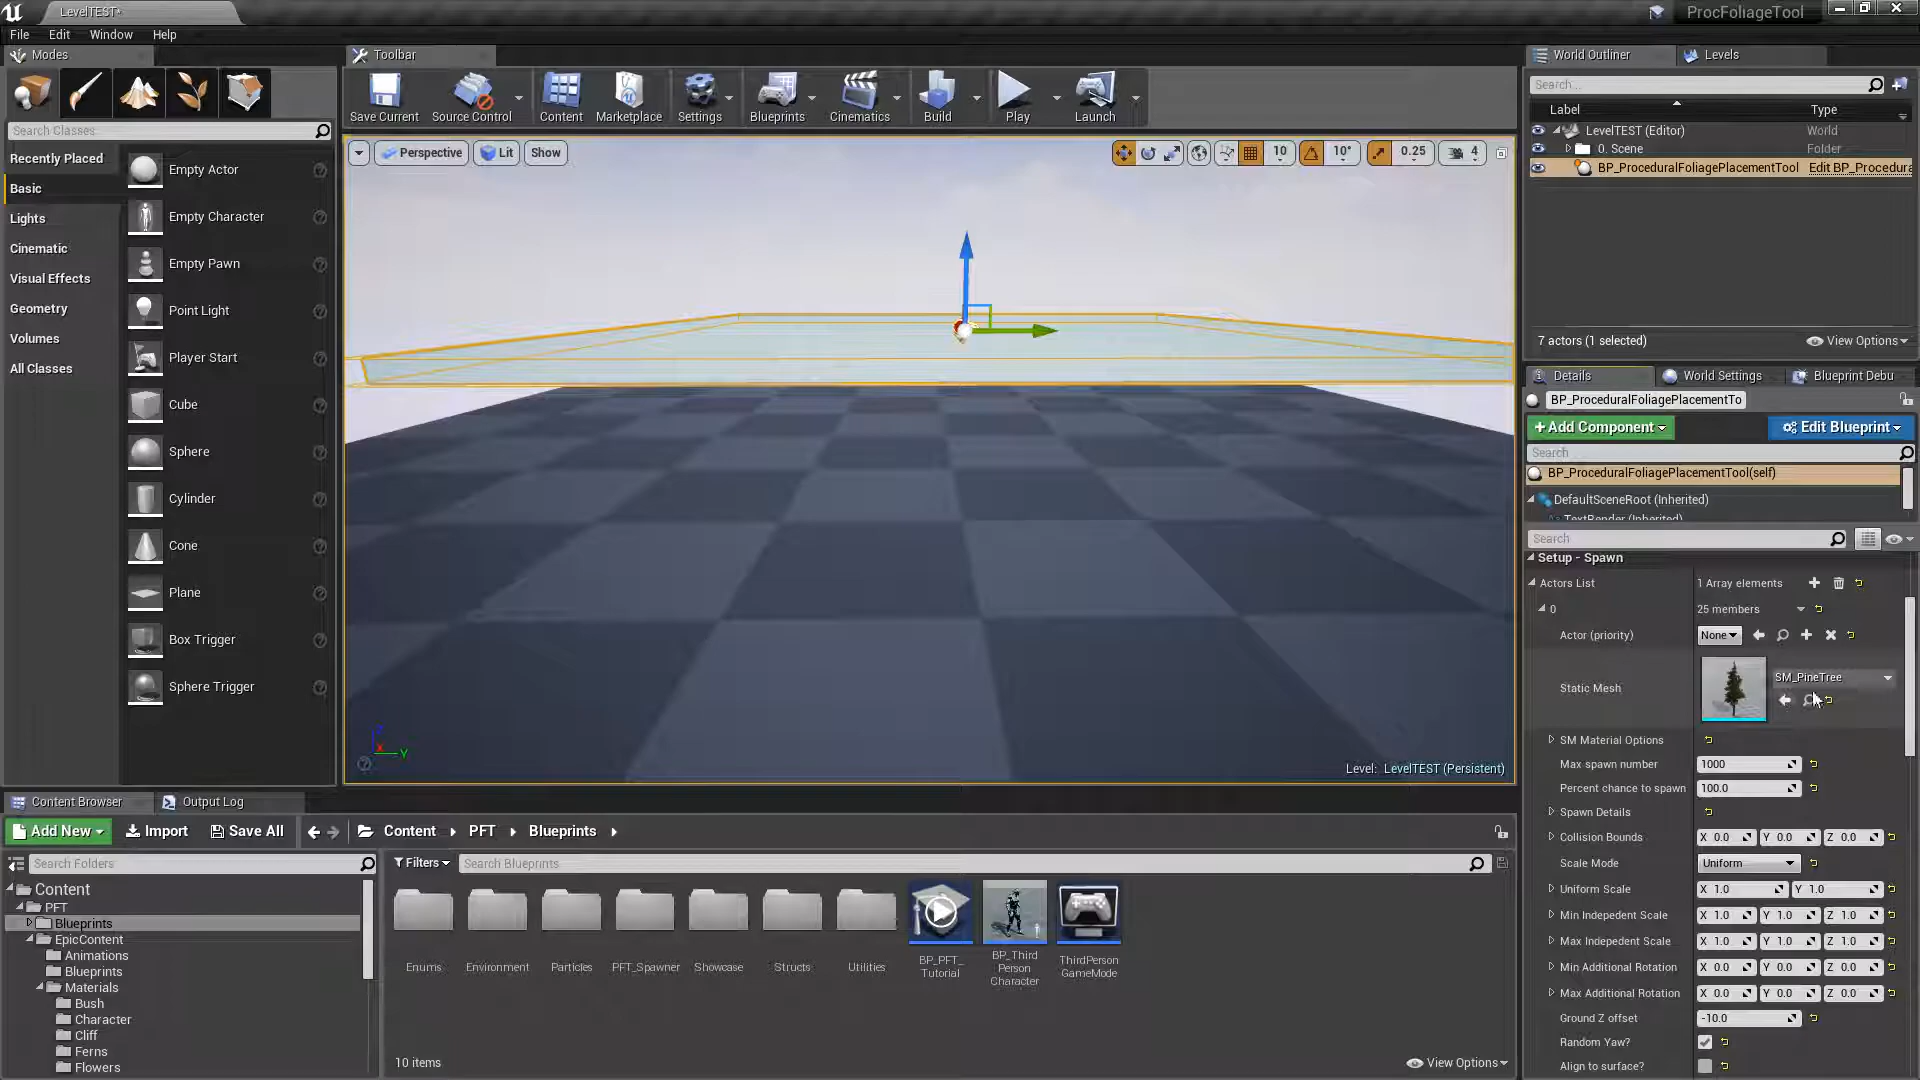 LevelTEST*
ProcFoliageTool
File Edit Window Help
Modes
Search Classes
Recently Placed
Basic
Lights
Cinematic
Visual Effects
Geometry
Volumes
All Classes
Empty Actor
Empty Character
Empty Pawn
Point Light
Player Start
Cube
Sphere
Cylinder
Cone
Plane
Box Trigger
Sphere Trigger
Toolbar
Save Current Source Control Content Marketplace Settings Blueprints Cinematics Build Play Launch
Perspective Lit Show 10 10° 0.25 4
Z
X Y
Level: LevelTEST (Persistent)
World Outliner Levels
Search...
Label Type
LevelTEST (Editor) World
0. Scene Folder
BP_ProceduralFoliagePlacementTool Edit BP_Procedura
7 actors (1 selected) View Options
Details World Settings Blueprint Debu
BP_ProceduralFoliagePlacementTo
+Add Component Edit Blueprint
Search
BP_ProceduralFoliagePlacementTool(self)
DefaultSceneRoot (Inherited)
TextRender (Inherited)
Search
Setup - Spawn
Actors List 1 Array elements
0 25 members
Actor (priority) None
Static Mesh SM_PineTree
SM Material Options
Max spawn number 1000
Percent chance to spawn 100.0
Spawn Details
Collision Bounds X 0.0 Y 0.0 Z 0.0
Scale Mode Uniform
Uniform Scale X 1.0 Y 1.0
Min Indepedent Scale X 1.0 Y 1.0 Z 1.0
Max Indepedent Scale X 1.0 Y 1.0 Z 1.0
Min Additional Rotation X 0.0 Y 0.0 Z 0.0
Max Additional Rotation X 0.0 Y 0.0 Z 0.0
Ground Z offset -10.0
Random Yaw?
Align to surface?
Content Browser Output Log
Add New Import Save All Content PFT Blueprints
Search Folders
Filters Search Blueprints
Content
PFT
Blueprints
EpicContent
Animations
Blueprints
Materials
Bush
Character
Cliff
Ferns
Flowers
Enums Environment Particles PFT_Spawner Showcase Structs Utilities
BP_PFT_
Tutorial
BP_Third
Person
Character
ThirdPerson
GameMode
10 items View Options